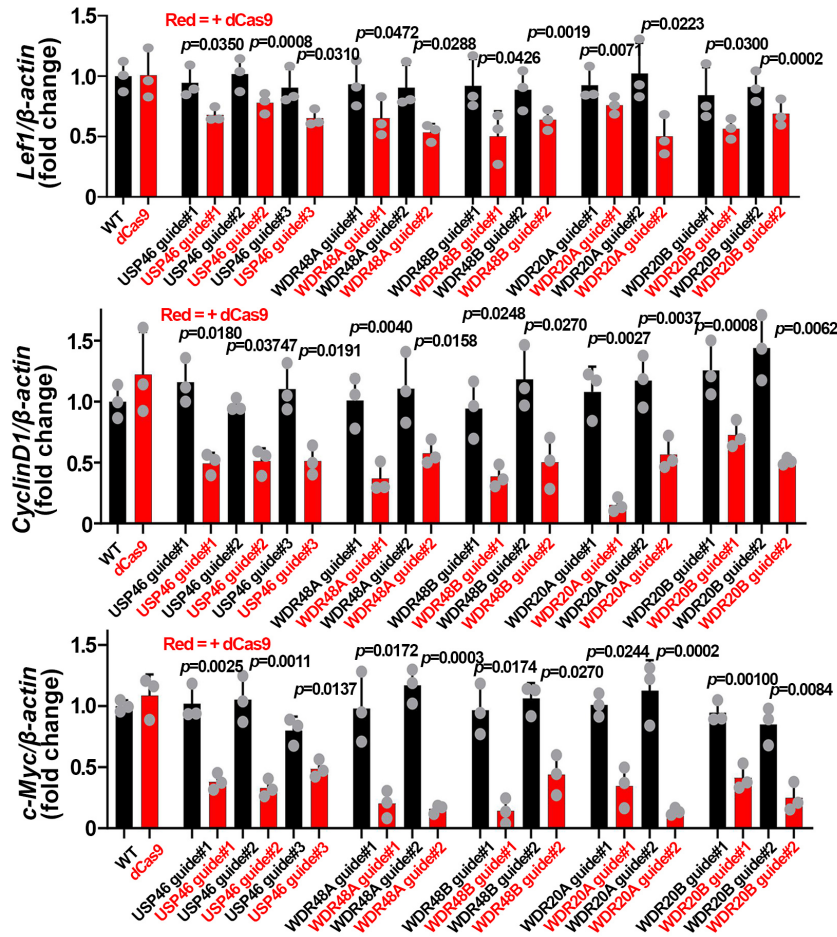 Red = + dCas9
p=0.0350
p=0.0008
p=0.0310
p=0.0472
p=0.0288
p=0.0426
p=0.0019
p=0.007
p=0.0223
p=0.0300
p=0.0002
Lef1/β-actin
(fold change)
1.5
1.0
0.5
0
WT
dCas9
USP46 guide#1
USP46 guide#1
USP46 guide#2
USP46 guide#2
USP46 guide#3
USP46 guide#3
WDR48A guide#1
WDR48A guide#1
WDR48A guide#2
WDR48A guide#2
WDR48B guide#1
WDR48B guide#1
WDR48B guide#2
WDR48B guide#2
WDR20A guide#1
WDR20A guide#1
WDR20A guide#2
WDR20A guide#2
WDR20B guide#1
WDR20B guide#1
WDR20B guide#2
WDR20B guide#2
Red = + dCas9
p=0.0180
p=0.03747
p=0.0191
p=0.0040
p=0.0158
p=0.0248
p=0.0270
p=0.0027
p=0.0037
p=0.0008
p=0.0062
CyclinD1/β-actin
(fold change)
1.5
1.0
0.5
0
WT
dCas9
USP46 guide#1
USP46 guide#1
USP46 guide#2
USP46 guide#2
USP46 guide#3
USP46 guide#3
WDR48A guide#1
WDR48A guide#1
WDR48A guide#2
WDR48A guide#2
WDR48B guide#1
WDR48B guide#1
WDR48B guide#2
WDR48B guide#2
WDR20A guide#1
WDR20A guide#1
WDR20A guide#2
WDR20A guide#2
WDR20B guide#1
WDR20B guide#1
WDR20B guide#2
WDR20B guide#2
Red = + dCas9
p=0.0025
p=0.0011
p=0.0137
p=0.0172
p=0.0003
p=0.0174
p=0.0270
p=0.0244
p=0.0002
p=0.00100
p=0.0084
c-Myc/β-actin
(fold change)
1.5
1.0
0.5
0
WT
dCas9
USP46 guide#1
USP46 guide#1
USP46 guide#2
USP46 guide#2
USP46 guide#3
USP46 guide#3
WDR48A guide#1
WDR48A guide#1
WDR48A guide#2
WDR48A guide#2
WDR48B guide#1
WDR48B guide#1
WDR48B guide#2
WDR48B guide#2
WDR20A guide#1
WDR20A guide#1
WDR20A guide#2
WDR20A guide#2
WDR20B guide#1
WDR20B guide#1
WDR20B guide#2
WDR20B guide#2